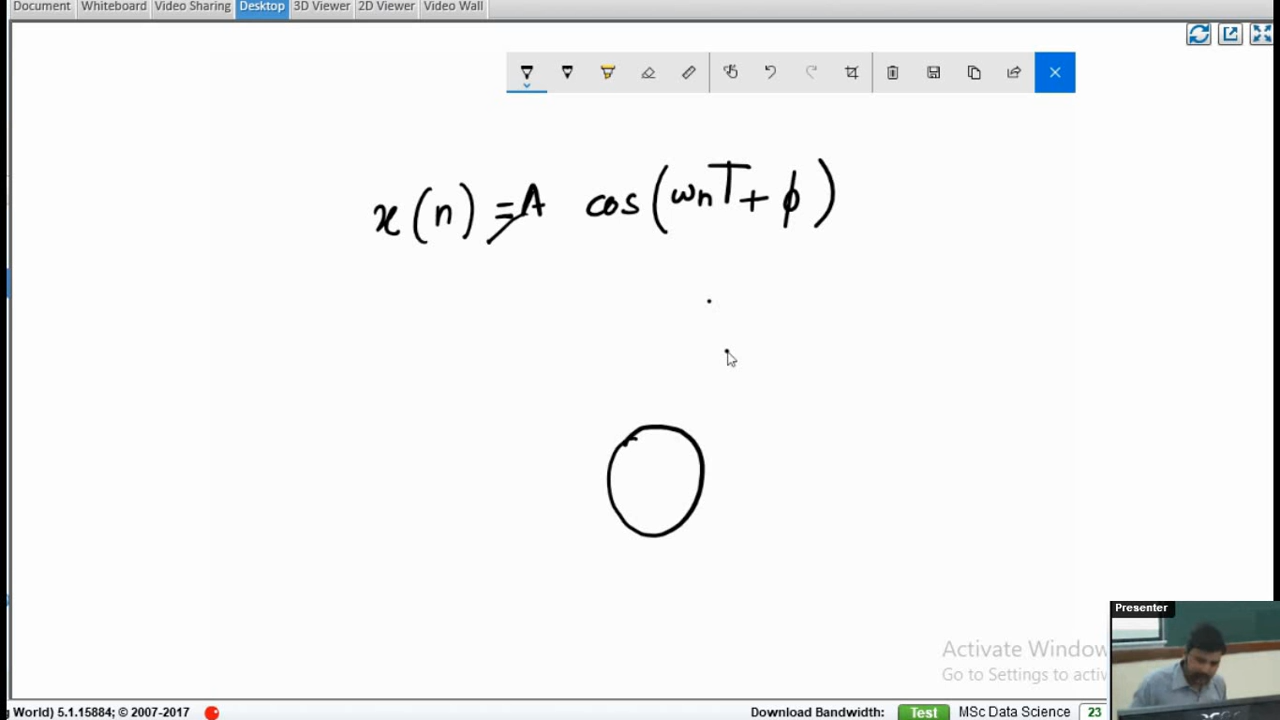 Document Whiteboard Video Sharing Desktop 3D Viewer 2D Viewer Video Wall
x(n) = A cos(ωnT + ϕ)
Presenter
Activate Window
Go to Settings to activ
g World) 5.1.15884; © 2007-2017 Download Bandwidth: Test MSc Data Science 23